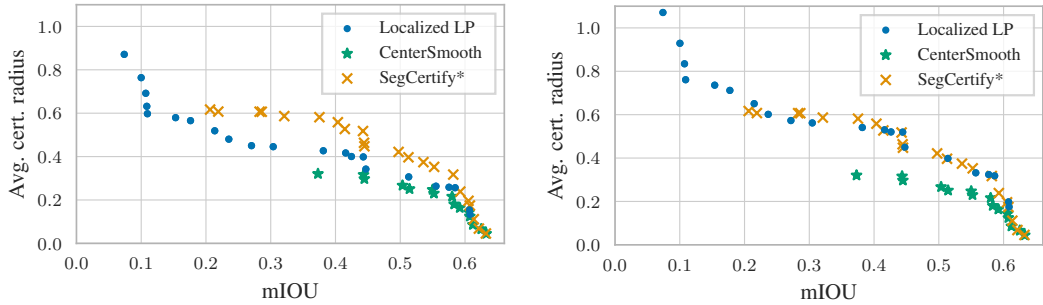 1.0
0.8
0.6
0.4
0.2
0.0
Avg. cert. radius
0.0 0.1 0.2 0.3 0.4 0.5 0.6
mIOU
Localized LP
CenterSmooth
SegCertify*
1.0
0.8
0.6
0.4
0.2
0.0
Avg. cert. radius
0.0 0.1 0.2 0.3 0.4 0.5 0.6
mIOU
Localized LP
CenterSmooth
SegCertify*